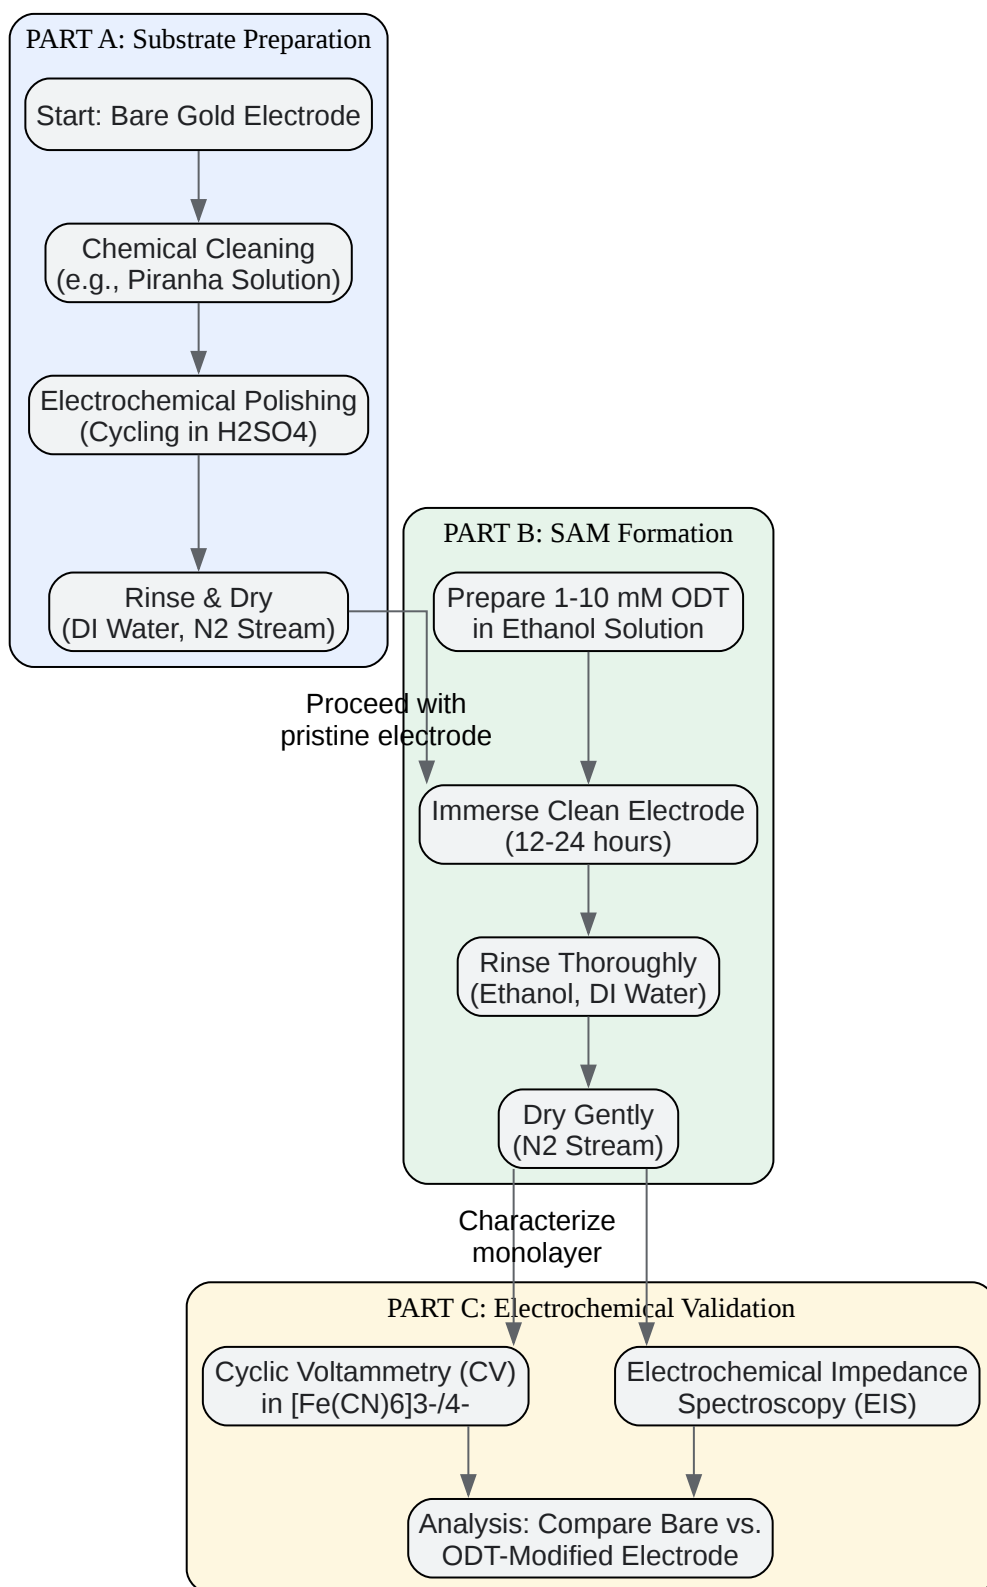 PART A: Substrate Preparation
Start: Bare Gold Electrode
Chemical Cleaning
(e.g., Piranha Solution)
Electrochemical Polishing
(Cycling in H2SO4)
Rinse & Dry
(DI Water, N2 Stream)
Proceed with
pristine electrode
PART B: SAM Formation
Prepare 1-10 mM ODT
in Ethanol Solution
Immerse Clean Electrode
(12-24 hours)
Rinse Thoroughly
(Ethanol, DI Water)
Dry Gently
(N2 Stream)
Characterize
monolayer
PART C: Electrochemical Validation
Cyclic Voltammetry (CV)
in [Fe(CN)6]3-/4-
Electrochemical Impedance
Spectroscopy (EIS)
Analysis: Compare Bare vs.
ODT-Modified Electrode